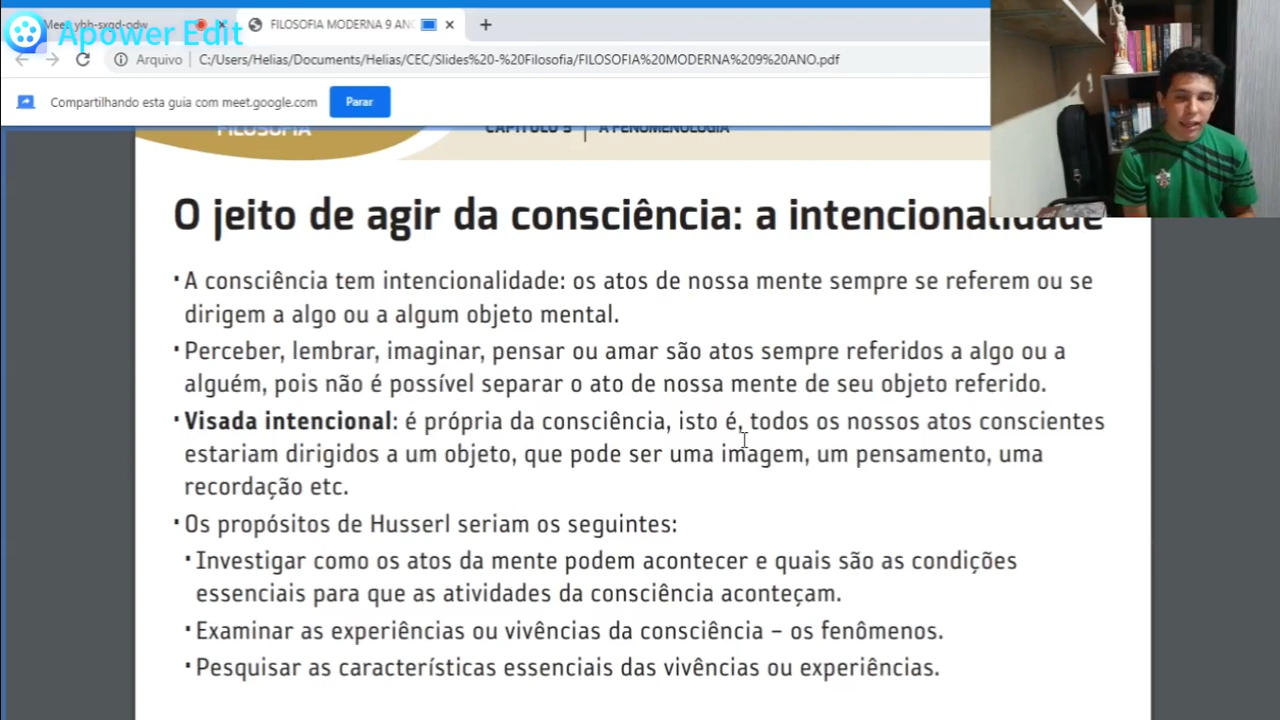 Meet ybh-sxqd-qdw
FILOSOFIA MODERNA 9 ANO
Apower Edit
Arquivo
C:/Users/Helias/Documents/Helias/CEC/Slides%20-%20Filosofia/FILOSOFIA%20MODERNA%209%20ANO.pdf
Compartilhando esta guia com meet.google.com
Parar
FILOSOFIA
CAPÍTULO 5
A FENOMENOLOGIA
O jeito de agir da consciência: a intencionalidade
· A consciência tem intencionalidade: os atos de nossa mente sempre se referem ou se
dirigem a algo ou a algum objeto mental.
· Perceber, lembrar, imaginar, pensar ou amar são atos sempre referidos a algo ou a
alguém, pois não é possível separar o ato de nossa mente de seu objeto referido.
· Visada intencional: é própria da consciência, isto é, todos os nossos atos conscientes
estariam dirigidos a um objeto, que pode ser uma imagem, um pensamento, uma
recordação etc.
· Os propósitos de Husserl seriam os seguintes:
· Investigar como os atos da mente podem acontecer e quais são as condições
essenciais para que as atividades da consciência aconteçam.
· Examinar as experiências ou vivências da consciência – os fenômenos.
· Pesquisar as características essenciais das vivências ou experiências.